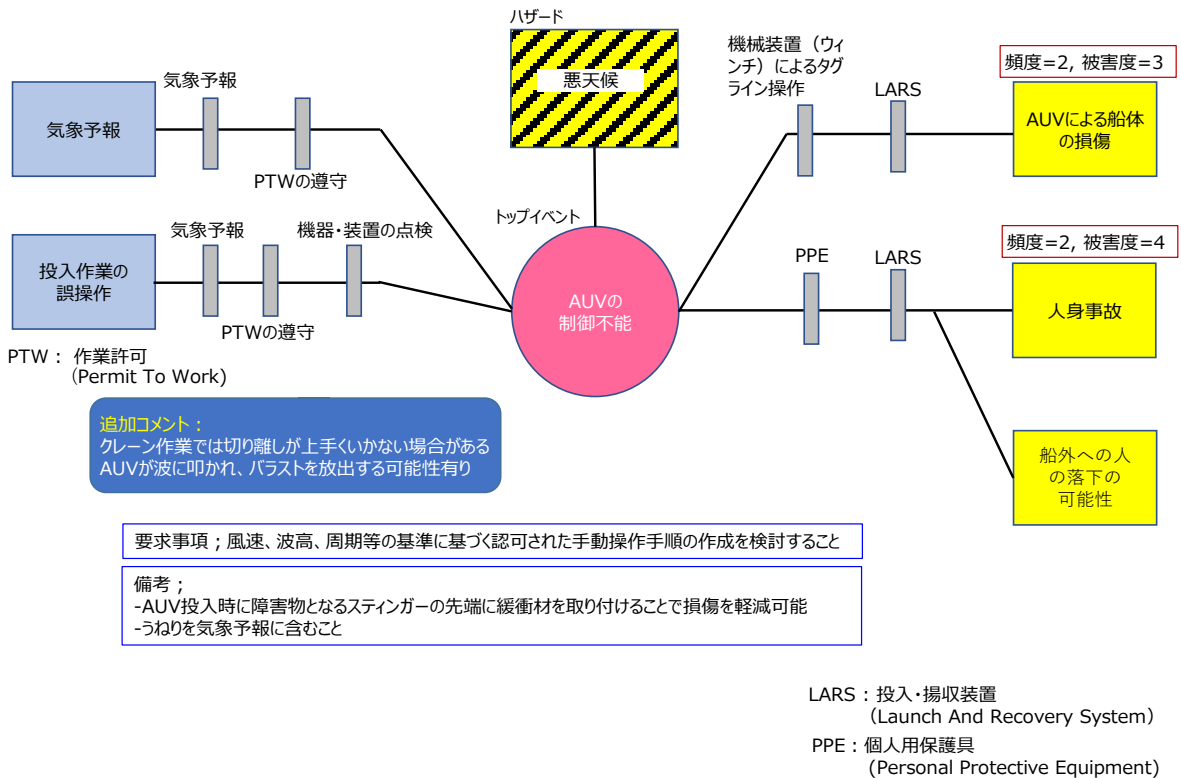 ハザード
悪天候
機械装置（ウィ
ンチ）によるタグ
ライン操作
LARS
頻度=2, 被害度=3
AUVによる船体
の損傷
気象予報
気象予報
PTWの遵守
トップイベント
AUVの
制御不能
投入作業の
誤操作
気象予報
機器・装置の点検
PTWの遵守
PPE
LARS
頻度=2, 被害度=4
人身事故
船外への人
の落下の
可能性
PTW： 作業許可
（Permit To Work)
追加コメント：
クレーン作業では切り離しが上手くいかない場合がある
AUVが波に叩かれ、バラストを放出する可能性有り
要求事項；風速、波高、周期等の基準に基づく認可された手動操作手順の作成を検討すること
備考；
-AUV投入時に障害物となるスティンガーの先端に緩衝材を取り付けることで損傷を軽減可能
-うねりを気象予報に含むこと
LARS：投入・揚収装置
（Launch And Recovery System）
PPE：個人用保護具
(Personal Protective Equipment)